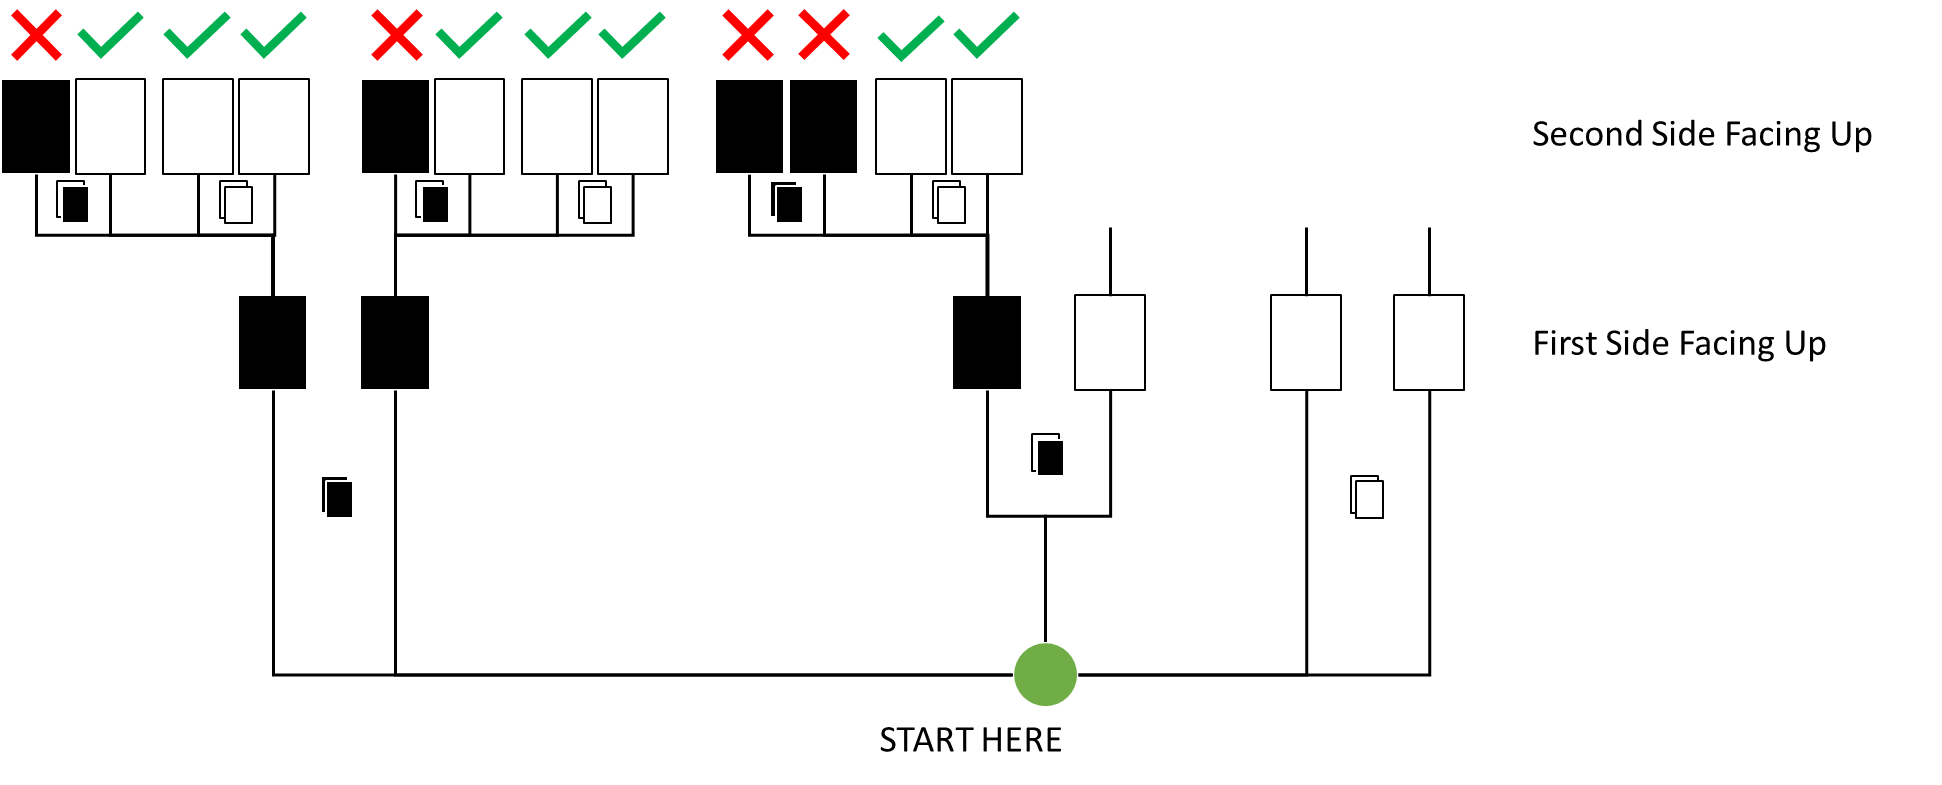 Second Side Facing Up
First Side Facing Up
START HERE